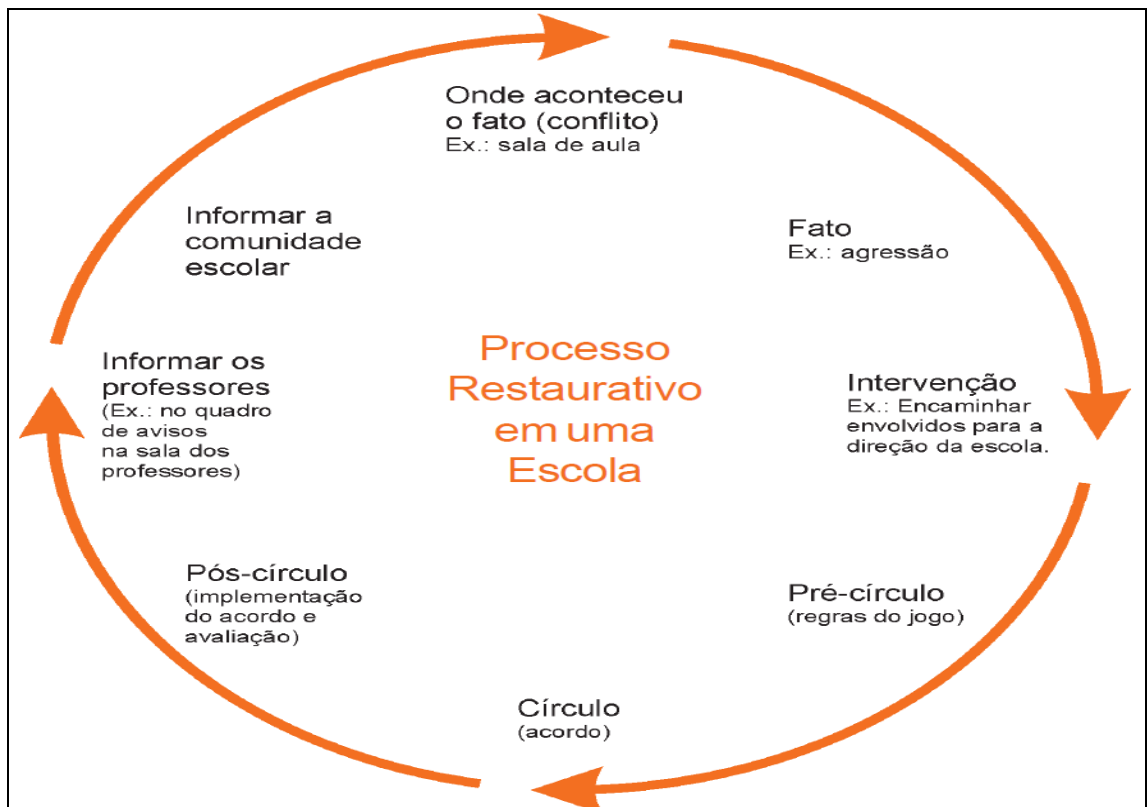 Onde aconteceu
o fato (conflito)
Ex.: sala de aula
Fato
Ex.: agressão
Intervenção
Ex.: Encaminhar
envolvidos para a
direção da escola.
Pré-círculo
(regras do jogo)
Círculo
(acordo)
Pós-círculo
(implementação
do acordo e
avaliação)
Informar os
professores
(Ex.: no quadro
de avisos
na sala dos
professores)
Informar a
comunidade
escolar
Processo
Restaurativo
em uma
Escola